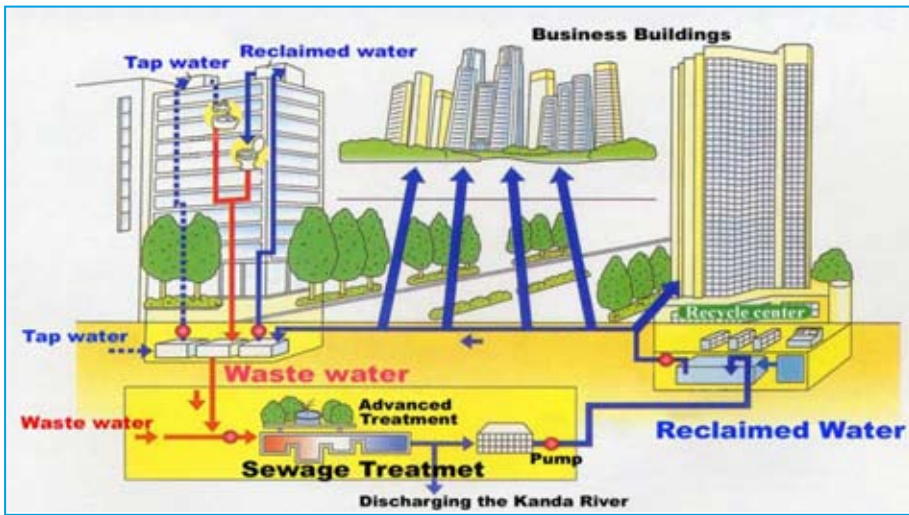 Business Buildings
Reclaimed water
Tap water
Recycle center
Tap water
Waste water
Waste water
Advanced
Treatment
Reclaimed Water
Sewage Treatmet
Pump
Discharging the Kanda River